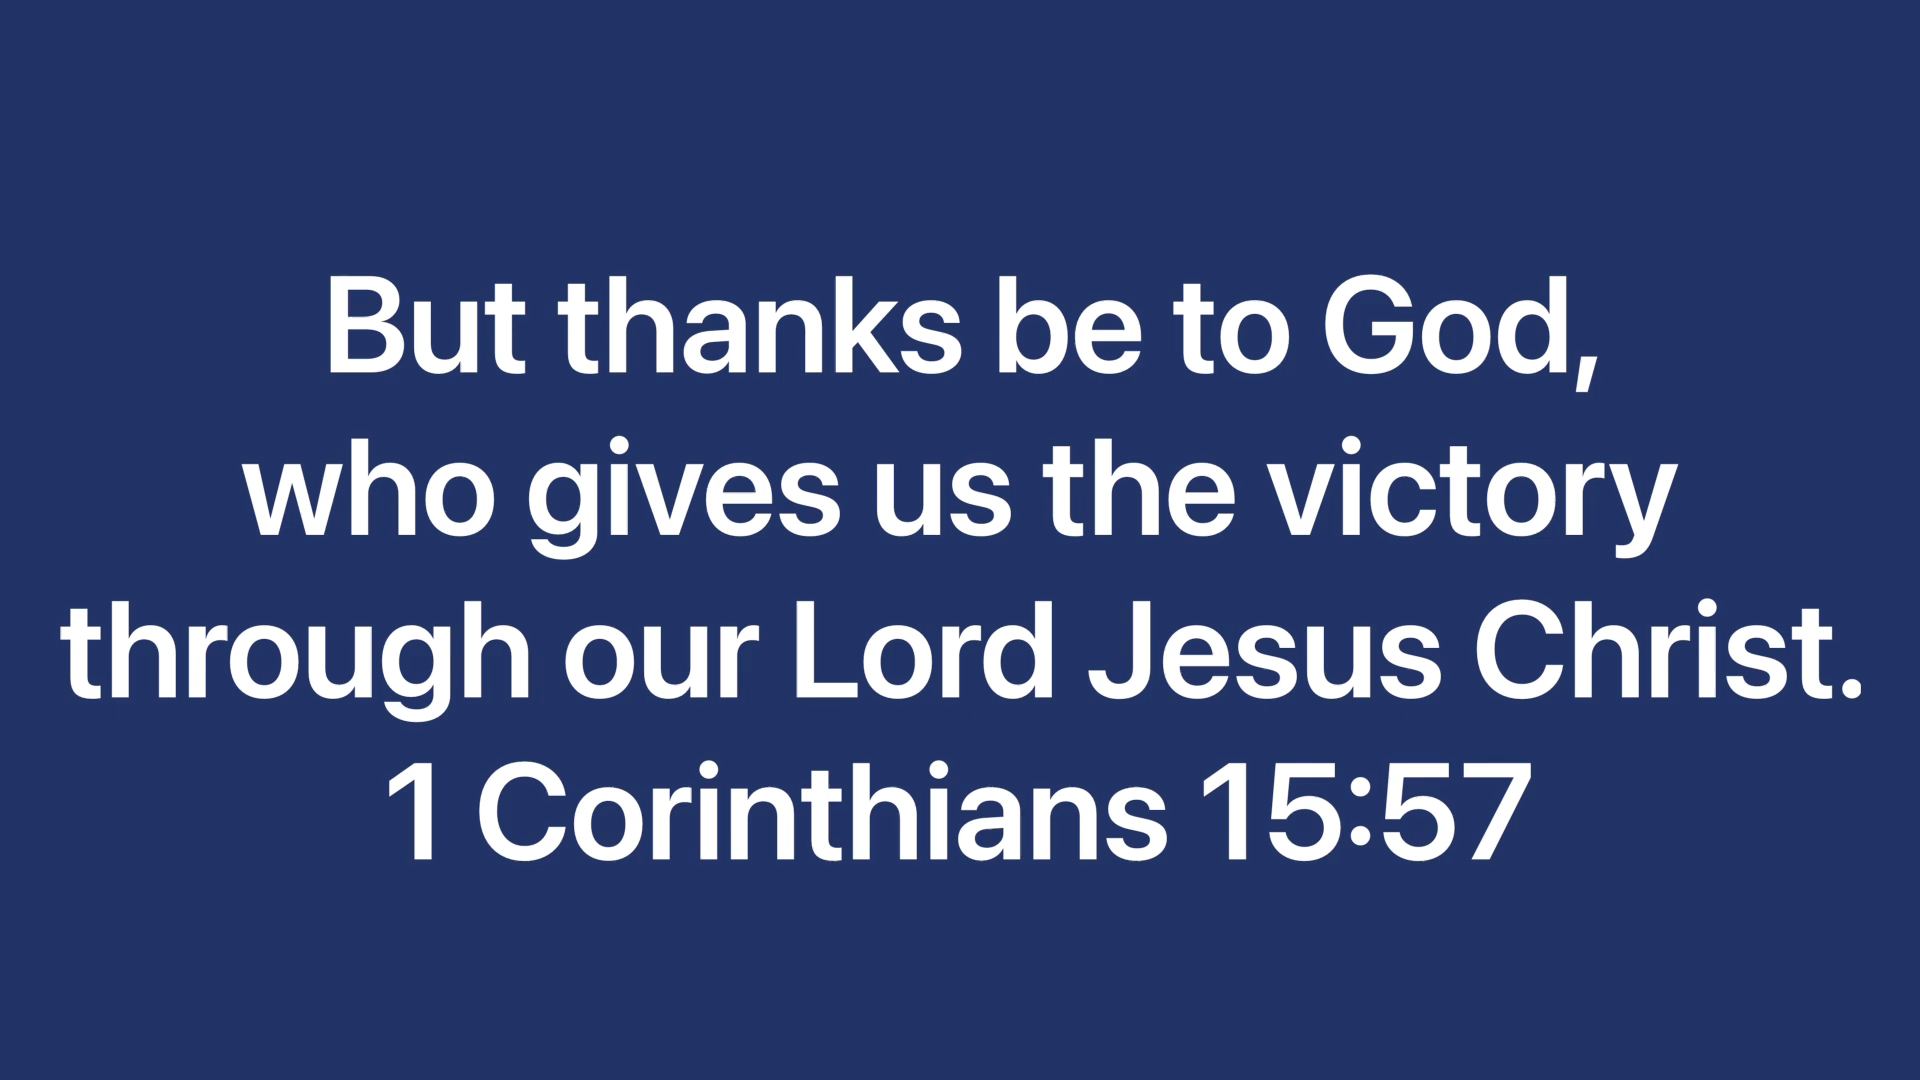 But thanks be to God,
who gives us the victory
through our Lord Jesus Christ.
1 Corinthians 15:57